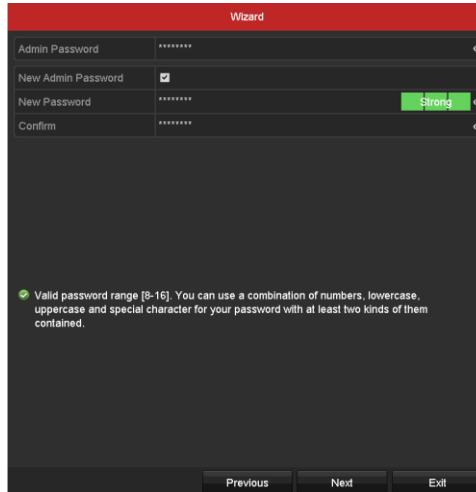 Wizard
Admin Password ********
New Admin Password
New Password ******** Strong
Confirm ********
Valid password range [8-16]. You can use a combination of numbers, lowercase,
uppercase and special character for your password with at least two kinds of them
contained.
Previous Next Exit